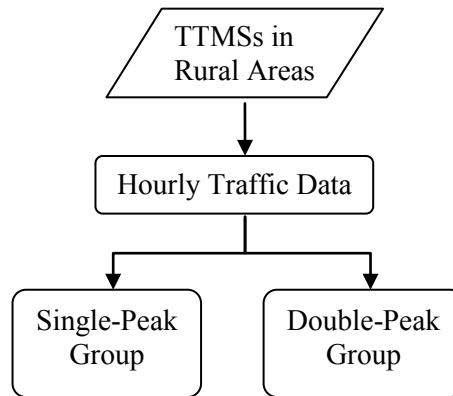 TTMSs in
Rural Areas
Hourly Traffic Data
Single-Peak
Group
Double-Peak
Group